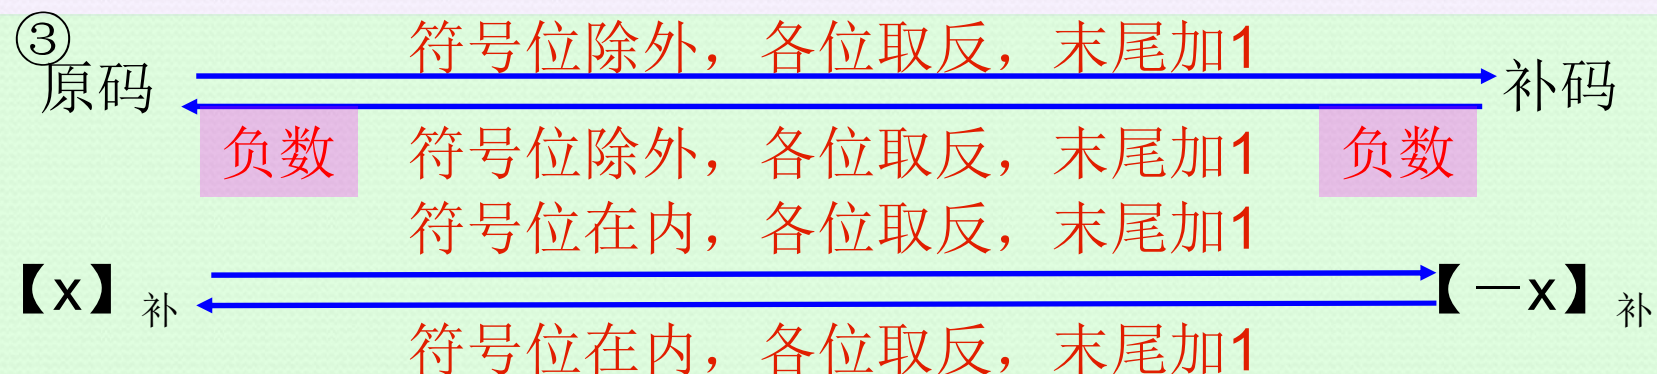 ③
符号位除外，各位取反，末尾加1
原码 补码
负数 符号位除外，各位取反，末尾加1 负数
符号位在内，各位取反，末尾加1
【x】补 【－x】补
符号位在内，各位取反，末尾加1